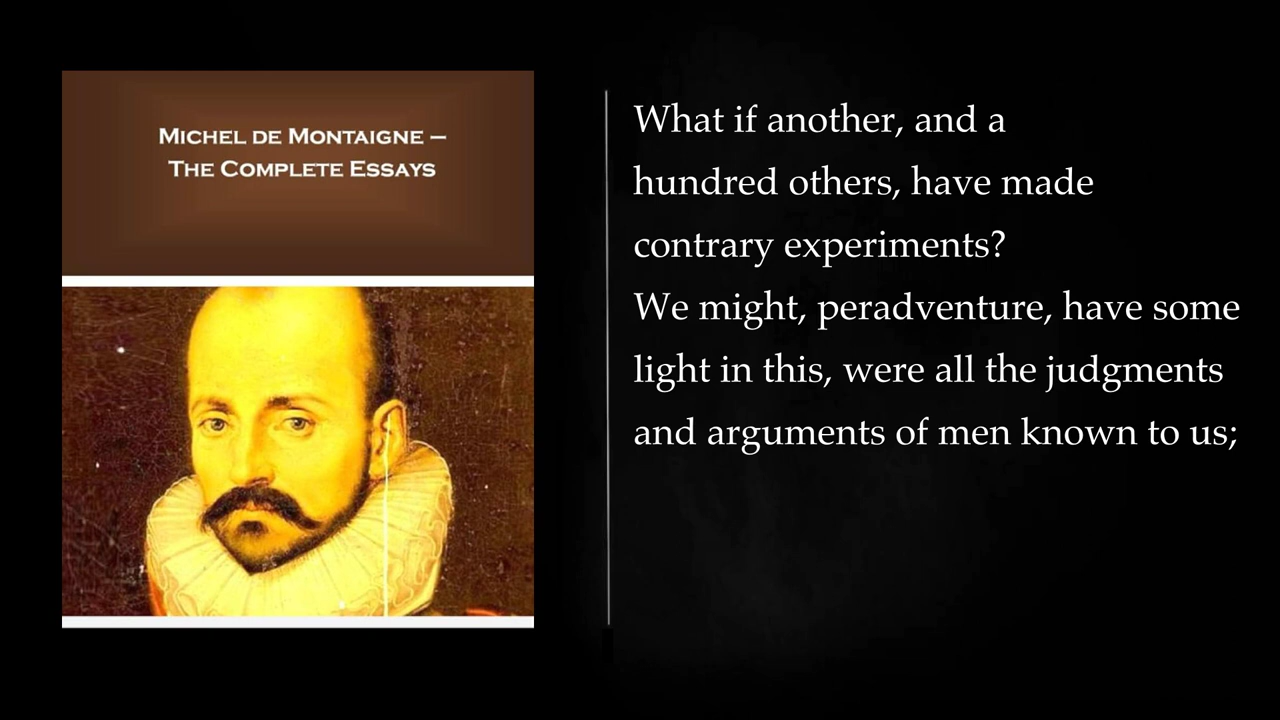 Michel de Montaigne –
The Complete Essays
What if another, and a
hundred others, have made
contrary experiments?
We might, peradventure, have some
light in this, were all the judgments
and arguments of men known to us;